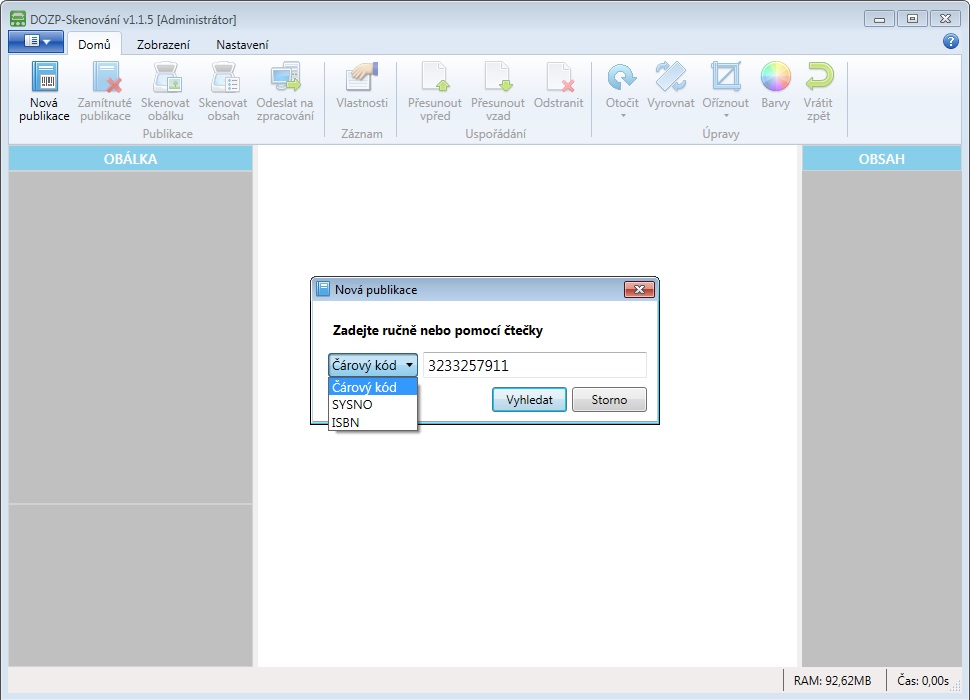 DOZP-Skenování v1.1.5 [Administrátor]
Domů Zobrazení Nastavení
Nová publikace
Zamítnuté publikace
Skenovat obálku
Skenovat obsah
Odeslat na zpracování
Publikace
Vlastnosti
Záznam
Přesunout vpřed
Přesunout vzad
Odstranit
Uspořádání
Otočit
Vyrovnat
Oříznout
Barvy
Vrátit zpět
Úpravy
OBÁLKA
OBSAH
Nová publikace
Zadejte ručně nebo pomocí čtečky
Čárový kód 3233257911
Čárový kód
SYSNO
ISBN
Vyhledat Storno
RAM: 92,62MB Čas: 0,00s